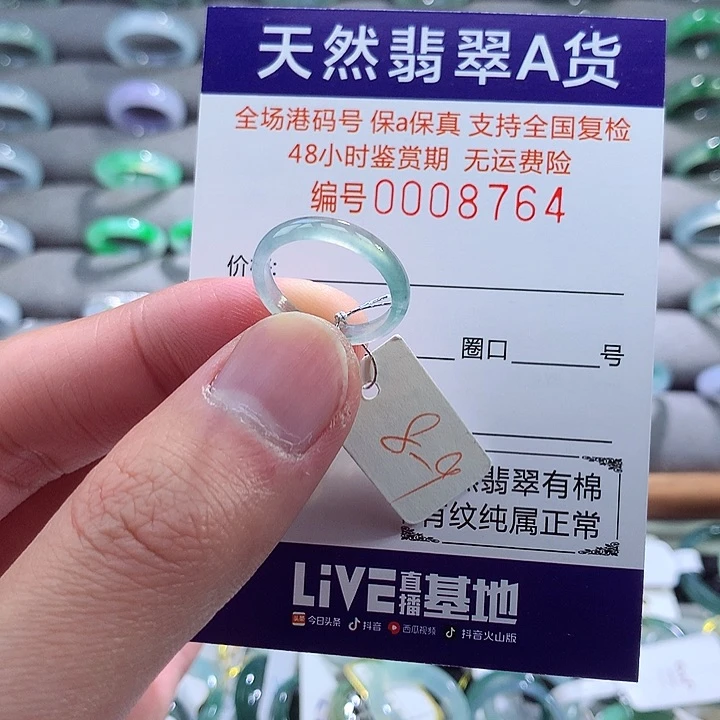 天然翡翠A货
全场港码号 保a保真 支持全国复检
48小时鉴赏期 无运费险
编号0008764
价
圈口 号
翡翠有棉
有纹纯属正常
LiVE直播基地
头条 今日头条 抖音 西瓜视频 抖音火山版